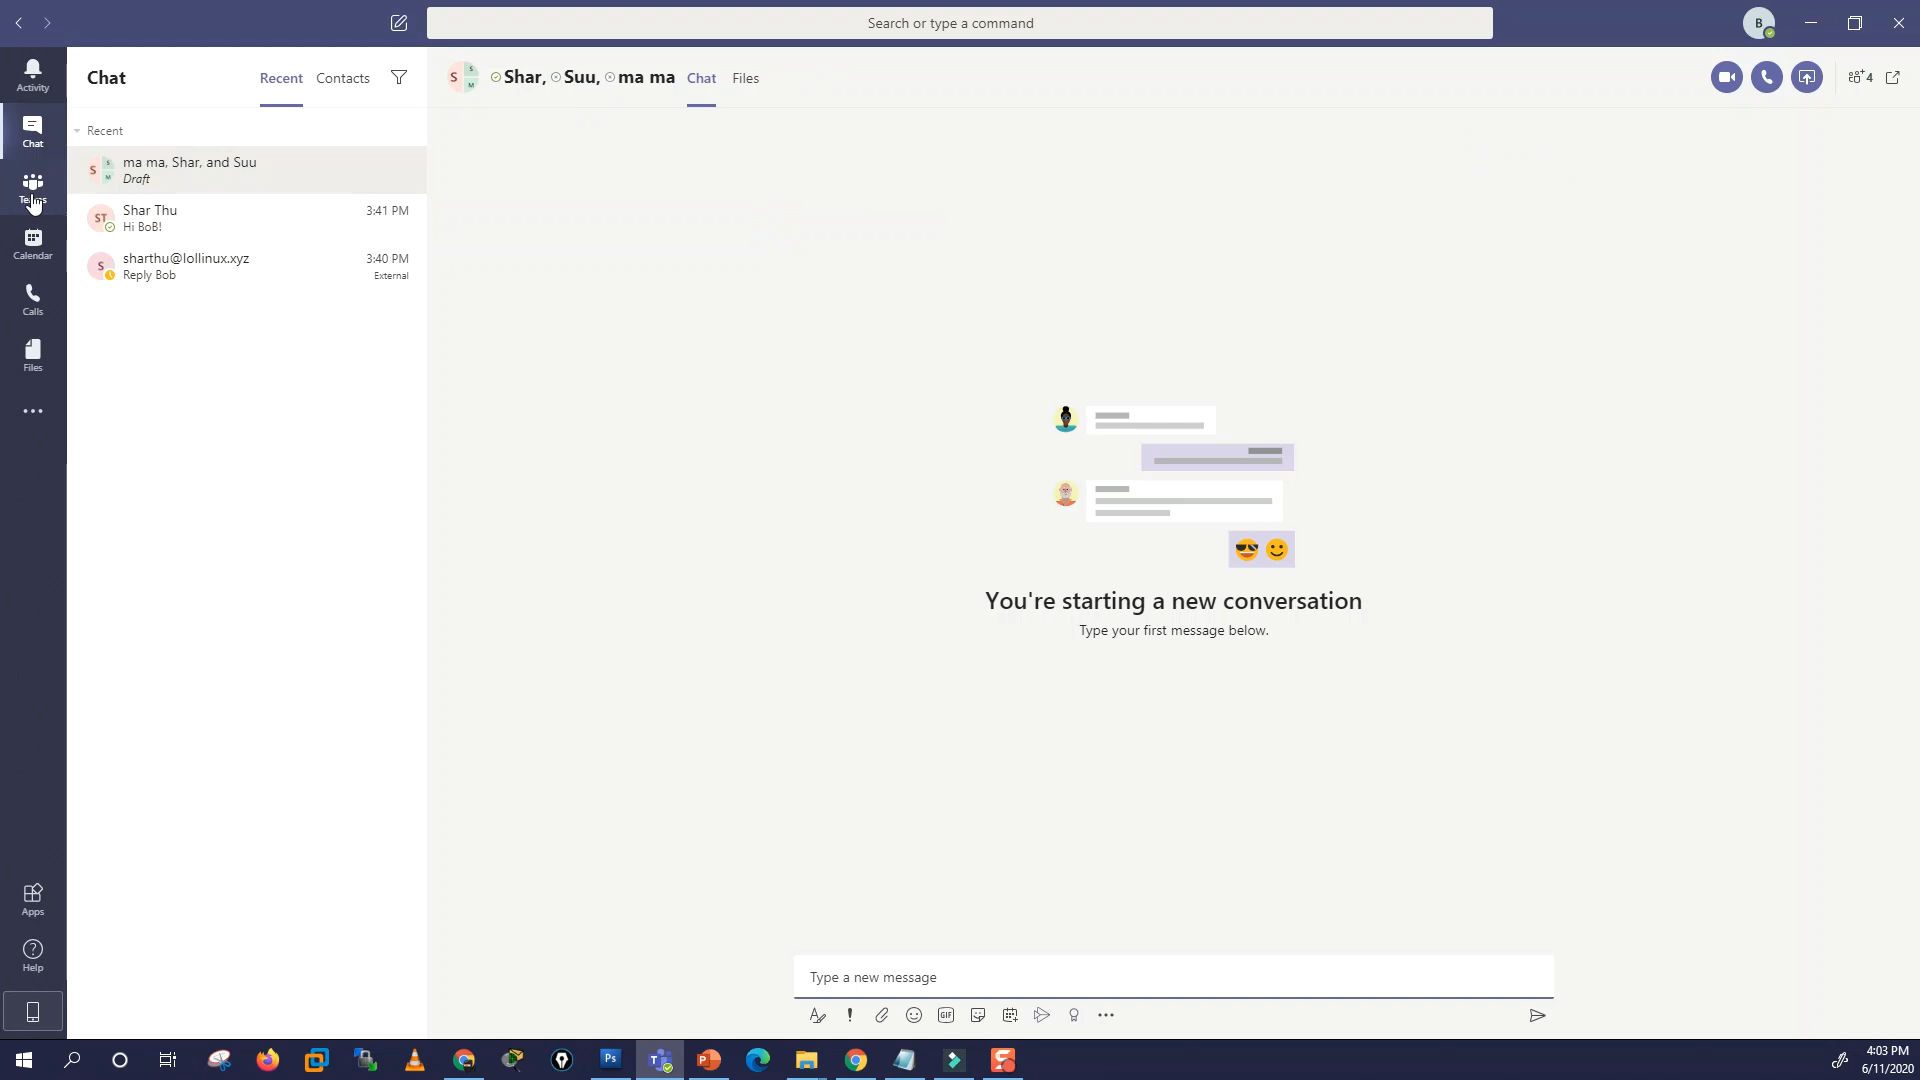 Search or type a command
B
Activity
Chat
Teams
Calendar
Calls
Files
Apps
Help
Chat
Recent
Contacts
Recent
S S M
ma ma, Shar, and Suu
Draft
ST
Shar Thu
3:41 PM
Hi BoB!
S
sharthu@lollinux.xyz
3:40 PM
Reply Bob
External
S S M
Shar, Suu, ma ma
Chat
Files
4
You're starting a new conversation
Type your first message below.
Type a new message
GIF
Ps
T
P
S
4:03 PM
6/11/2020